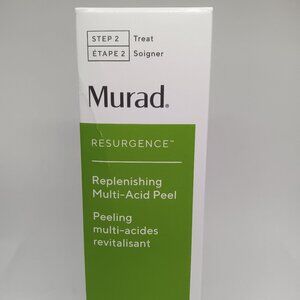 STEP 2 Treat
ÉTAPE 2 Soigner
Murad.
RESURGENCE™
Replenishing
Multi-Acid Peel
Peeling
multi-acides
revitalisant